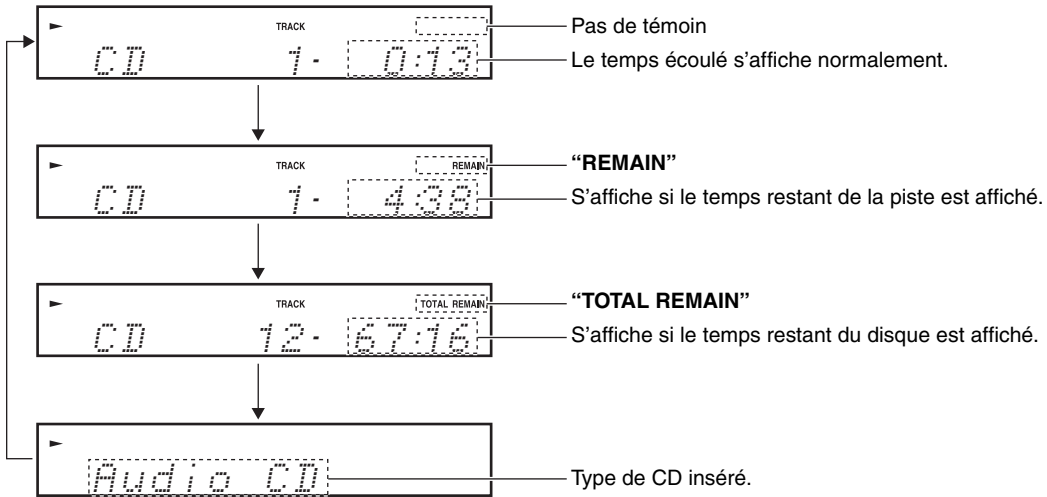 TRACK
Pas de témoin
CD 1- 0:13
Le temps écoulé s’affiche normalement.
TRACK REMAIN
“REMAIN”
CD 1- 4:38
S’affiche si le temps restant de la piste est affiché.
TRACK TOTAL REMAIN
“TOTAL REMAIN”
CD 12- 67:16
S’affiche si le temps restant du disque est affiché.
Audio CD
Type de CD inséré.